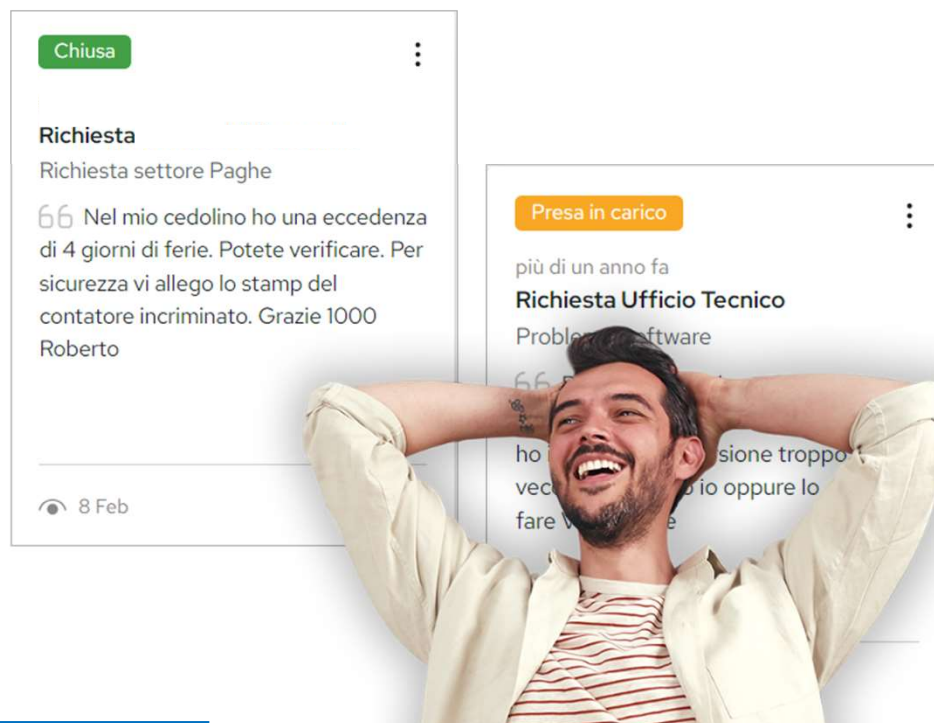 Chiusa
Richiesta
Richiesta settore Paghe
Nel mio cedolino ho una eccedenza
di 4 giorni di ferie. Potete verificare. Per
sicurezza vi allego lo stamp del
contatore incriminato. Grazie 1000
Roberto
8 Feb
Presa in carico
più di un anno fa
Richiesta Ufficio Tecnico
ho
troppo
io oppure lo
fare